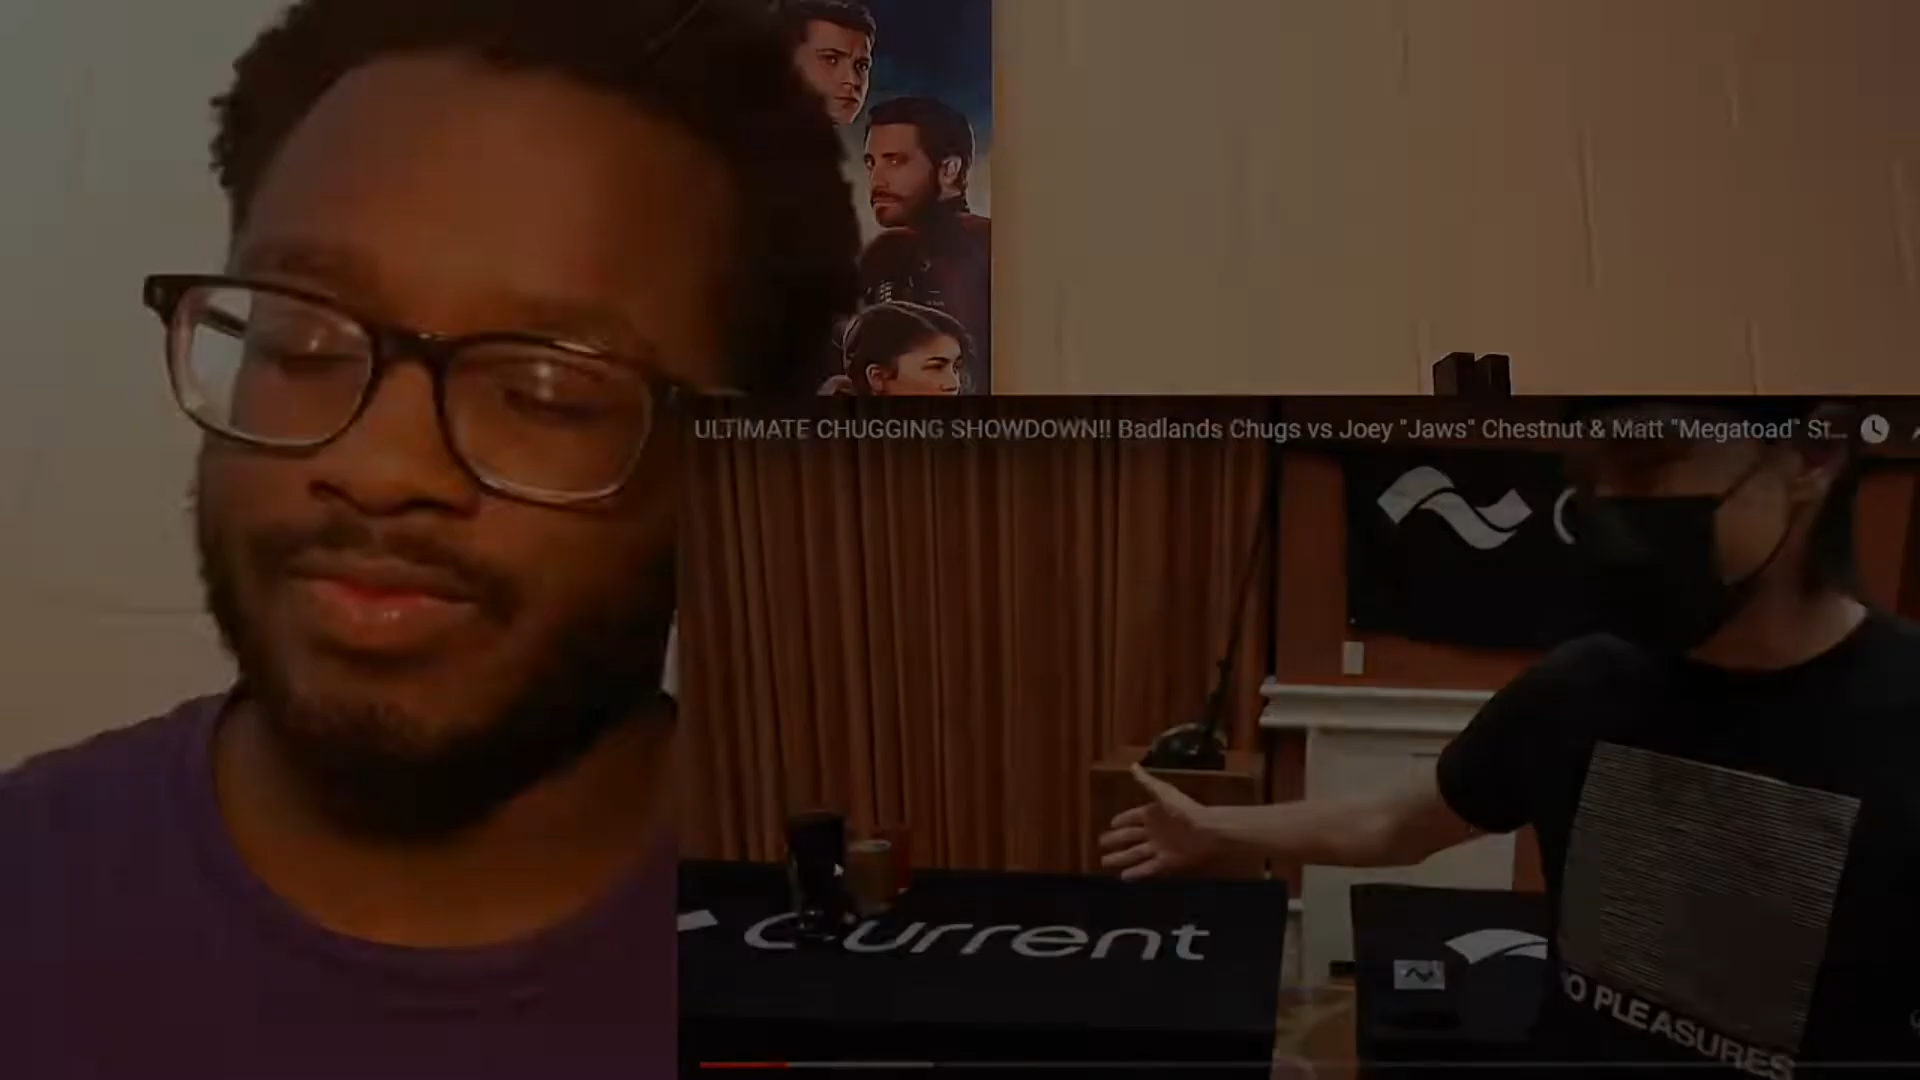 ULTIMATE CHUGGING SHOWDOWN!! Badlands Chugs vs Joey "Jaws" Chestnut & Matt "Megatoad" St...
Current
O PLEASURES